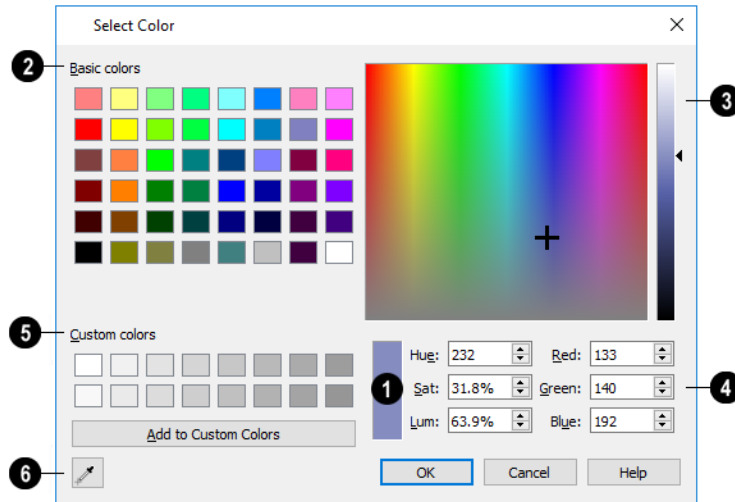 Select Color
2
Basic colors
3
5
Custom colors
Add to Custom Colors
6
1
Hue: 232
Red: 133
Sat: 31.8%
Green: 140
4
Lum: 63.9%
Blue: 192
OK
Cancel
Help